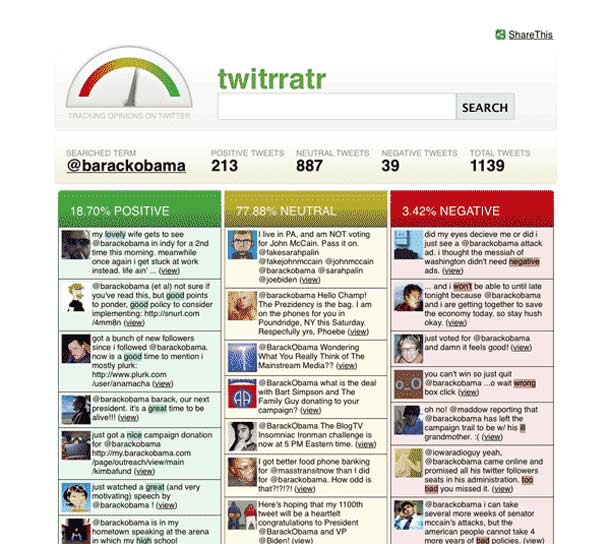 ShareThis
twitrratr
SEARCH
TRACKING OPINIONS ON TWITTER
SEARCHED TERM
@barackobama
POSITIVE TWEETS
213
NEUTRAL TWEETS
887
NEGATIVE TWEETS
39
TOTAL TWEETS
1139
18.70% POSITIVE
my lovely wife gets to see
@barackobama in indy for a 2nd
time this morning. meanwhile
once again i get stuck at work
instead. life ain' ... (view)
@barackobama (et al) not sure if
you've read this, but good points
to ponder, good policy to consider
implementing: http://snurl.com
/4mm8n (view)
got a bunch of new followers
since i followed @barackobama.
now is a good time to mention i
mostly plurk:
http://www.plurk.com
/user/anamacha (view)
@barackobama barack, our next
president. it's a great time to be
alive!!! (view)
just got a nice campaign donation
for @barackobama
http://my.barackobama.com
/page/outreach/view/main
/kimbafund (view)
just watched a great (and very
motivating) speech by
@barackobama ! (view)
@barackobama is in my
hometown speaking at the arena
in which my high school
77.88% NEUTRAL
I live in PA, and am NOT voting
for John McCain. Pass it on.
@fakesarahpalin
@fakejohnmccain @johnmccain
@barackobama @sarahpalin
@joebiden (view)
@barackobama Hello Champ!
The Prezidency is the bag. I am
on the phones for you in
Poundridge, NY this Saturday.
Respecfully yrs, Phoebe (view)
@BarackObama Wondering
What You Really Think of The
Mainstream Media?? (view)
@BarackObama what is the deal
with Bart Simpson and The
Family Guy donating to your
campaign? (view)
@BarackObama The BlogTV
Insomniac Ironman challenge is
now at 5 PM Eastern Time. (view)
I got better food phone banking
for @masstransitnow than I did
for @barackobama. How odd is
that?!?!?! (view)
Here's hoping that my 1100th
tweet will be a heartfelt
congratulations to President
@BarackObama and VP
@Biden! (view)
3.42% NEGATIVE
did my eyes decieve me or did i
just see a @barackobama attack
ad. i thought the messiah of
washington didn't need negative
ads. (view)
... and i won't be able to until late
tonight because @barackobama
and i are getting together to save
the economy today. so stay hush
okay. (view)
just voted for @barackobama
and damn it feels good! (view)
you can't win so just quit
@barackobama ...o wait wrong
box click (view)
oh no! @maddow reporting that
@barackobama has left the
campaign trail to be w/ his ill
grandmother. :( (view)
@iowaradioguy yeah,
@barackobama came online and
promised all his twitter followers
seats in his administration. too
bad you missed it. (view)
@barackobama i can take
several more weeks of senator
mccain's attacks, but the
american people cannot take 4
more years of bad policies (view)